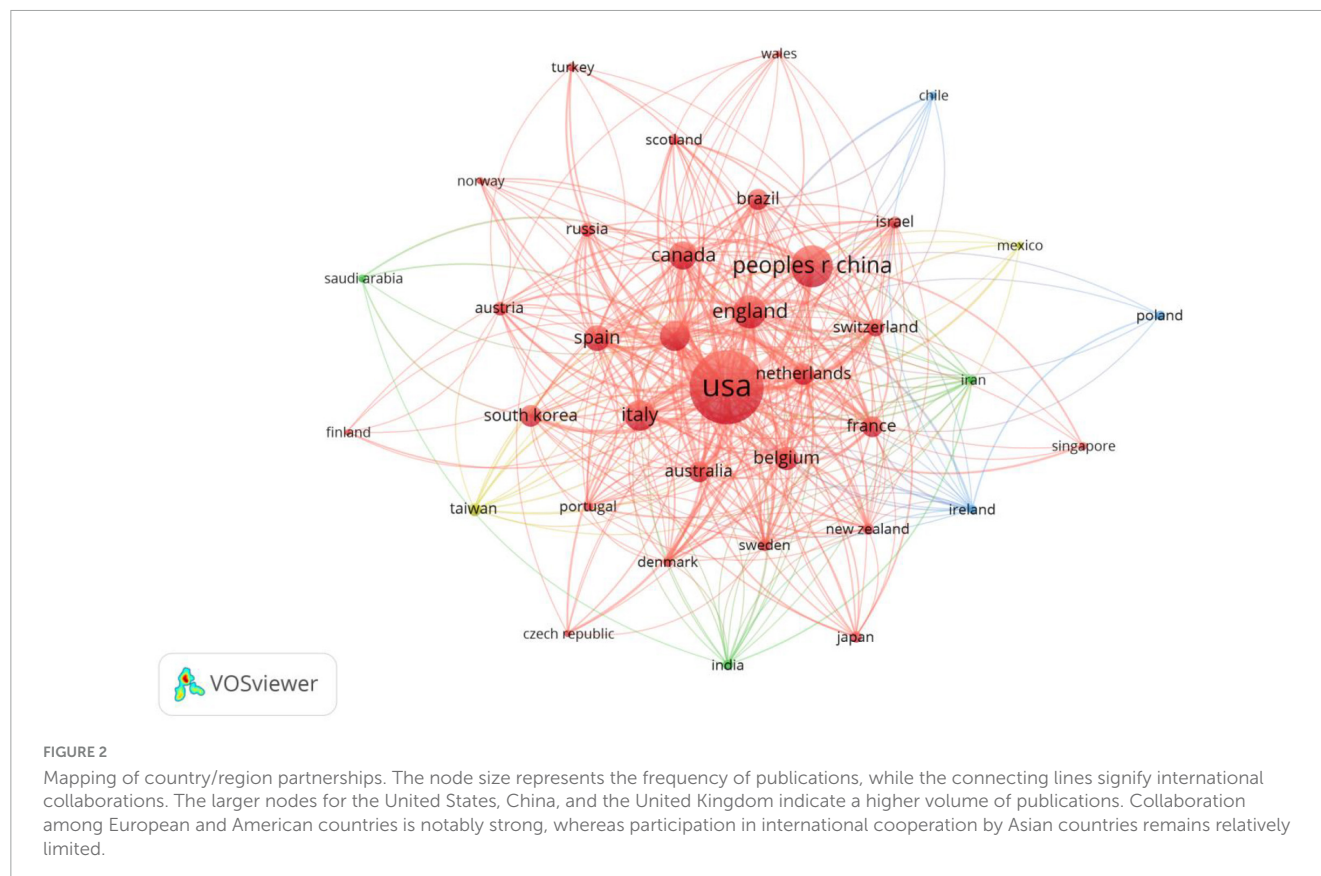 turkey
wales
chile
scotland
norway
brazil
israel
russia
mexico
canada
peoples r china
saudi arabia
austria
england
poland
spain
switzerland
usa
netherlands
iran
south korea
italy
france
finland
singapore
australia
belgium
taiwan
portugal
ireland
new zealand
sweden
denmark
czech republic
japan
india
VOSviewer
FIGURE 2
Mapping of country/region partnerships. The node size represents the frequency of publications, while the connecting lines signify international
collaborations. The larger nodes for the United States, China, and the United Kingdom indicate a higher volume of publications. Collaboration
among European and American countries is notably strong, whereas participation in international cooperation by Asian countries remains relatively
limited.